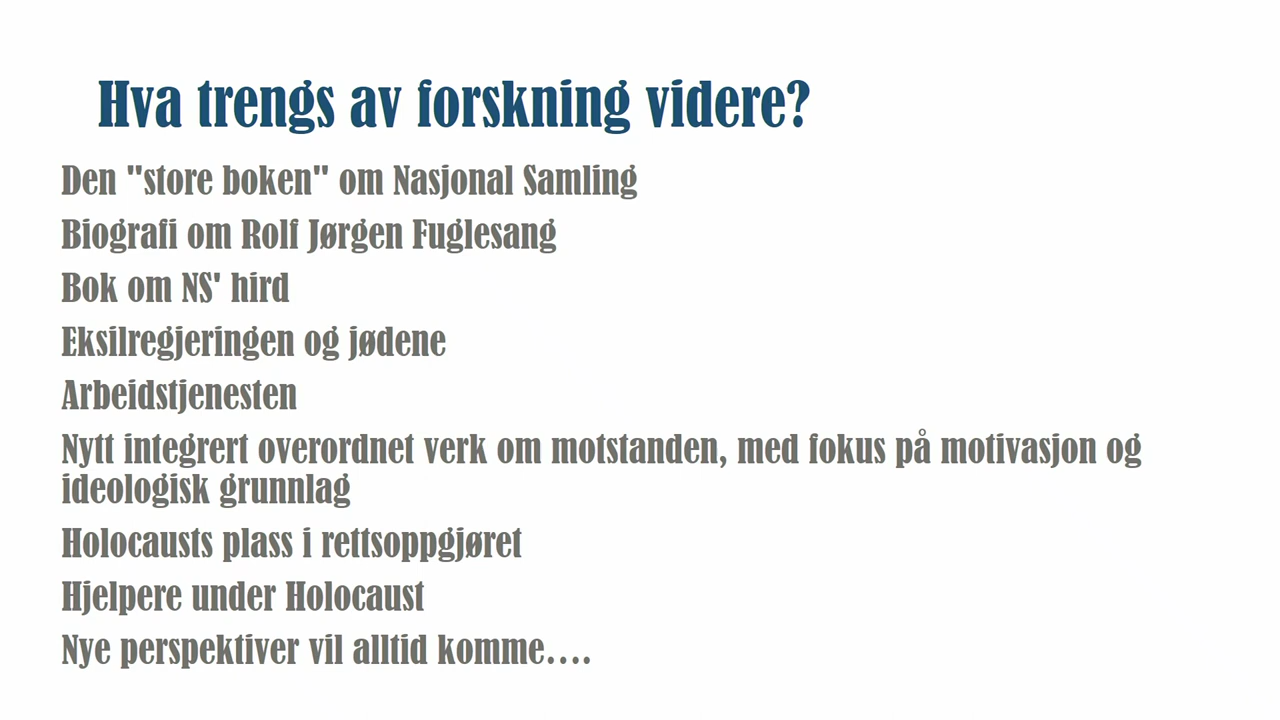 Hva trengs av forskning videre?
Den "store boken" om Nasjonal Samling
Biografi om Rolf Jørgen Fuglesang
Bok om NS' hird
Eksilregjeringen og jødene
Arbeidstjenesten
Nytt integrert overordnet verk om motstanden, med fokus på motivasjon og
ideologisk grunnlag
Holocausts plass i rettsoppgjøret
Hjelpere under Holocaust
Nye perspektiver vil alltid komme....